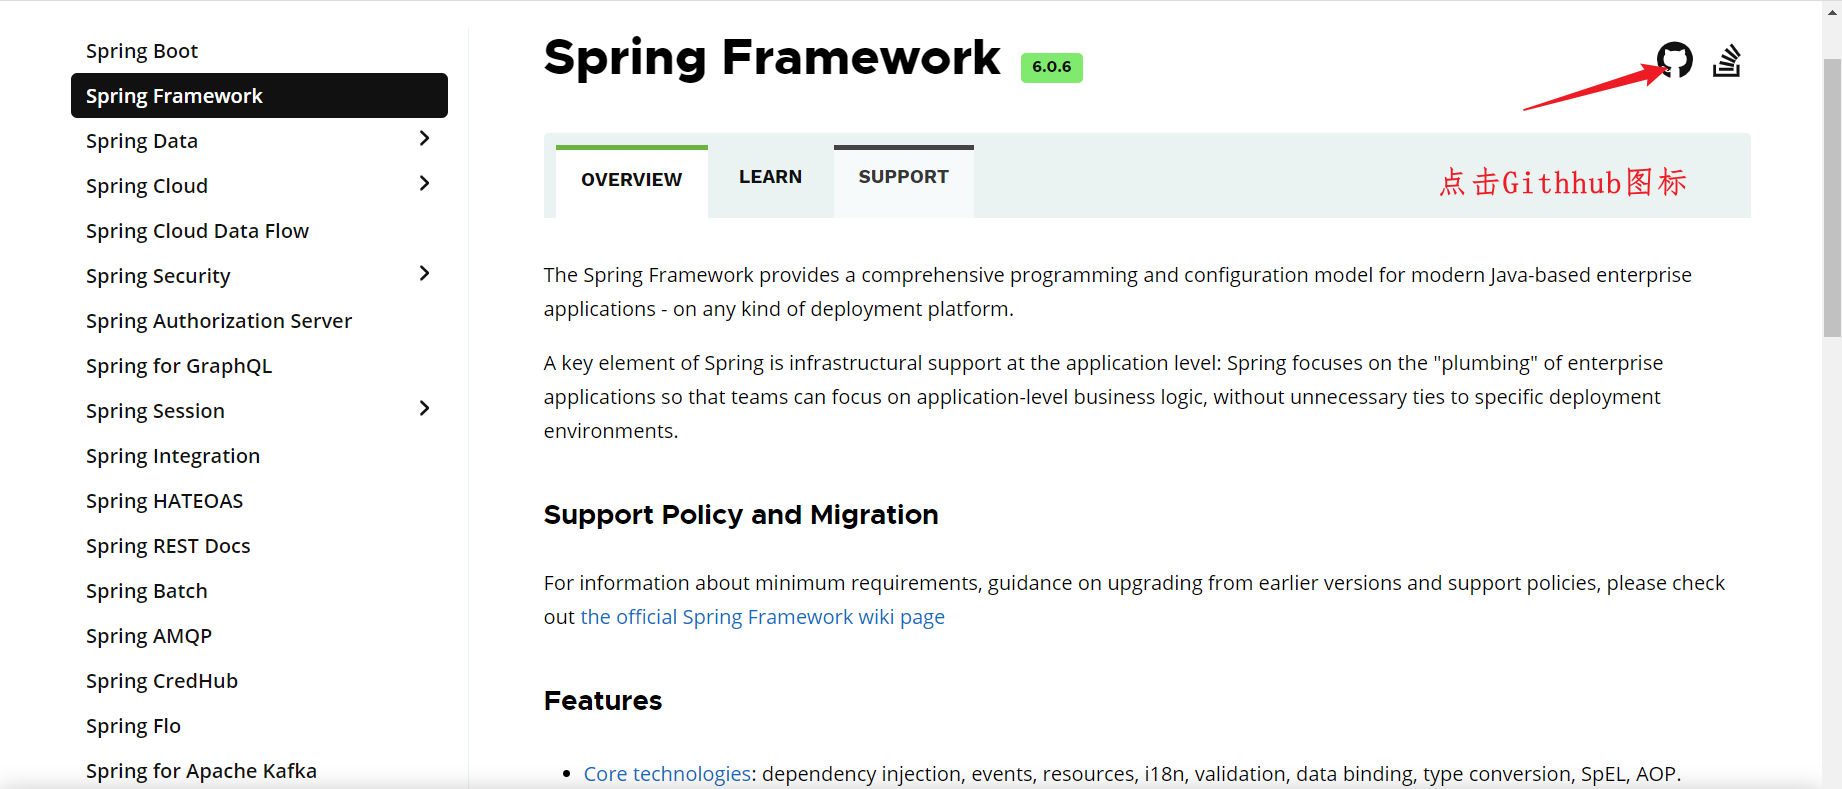 Spring Boot
Spring Framework
Spring Data
Spring Cloud
Spring Cloud Data Flow
Spring Security
Spring Authorization Server
Spring for GraphQL
Spring Session
Spring Integration
Spring HATEOAS
Spring REST Docs
Spring Batch
Spring AMQP
Spring CredHub
Spring Flo
Spring for Apache Kafka
Spring Framework 6.0.6
OVERVIEW LEARN SUPPORT
点击Githhub图标
The Spring Framework provides a comprehensive programming and configuration model for modern Java-based enterprise
applications - on any kind of deployment platform.
A key element of Spring is infrastructural support at the application level: Spring focuses on the "plumbing" of enterprise
applications so that teams can focus on application-level business logic, without unnecessary ties to specific deployment
environments.
Support Policy and Migration
For information about minimum requirements, guidance on upgrading from earlier versions and support policies, please check
out the official Spring Framework wiki page
Features
• Core technologies: dependency injection, events, resources, i18n, validation, data binding, type conversion, SpEL, AOP.